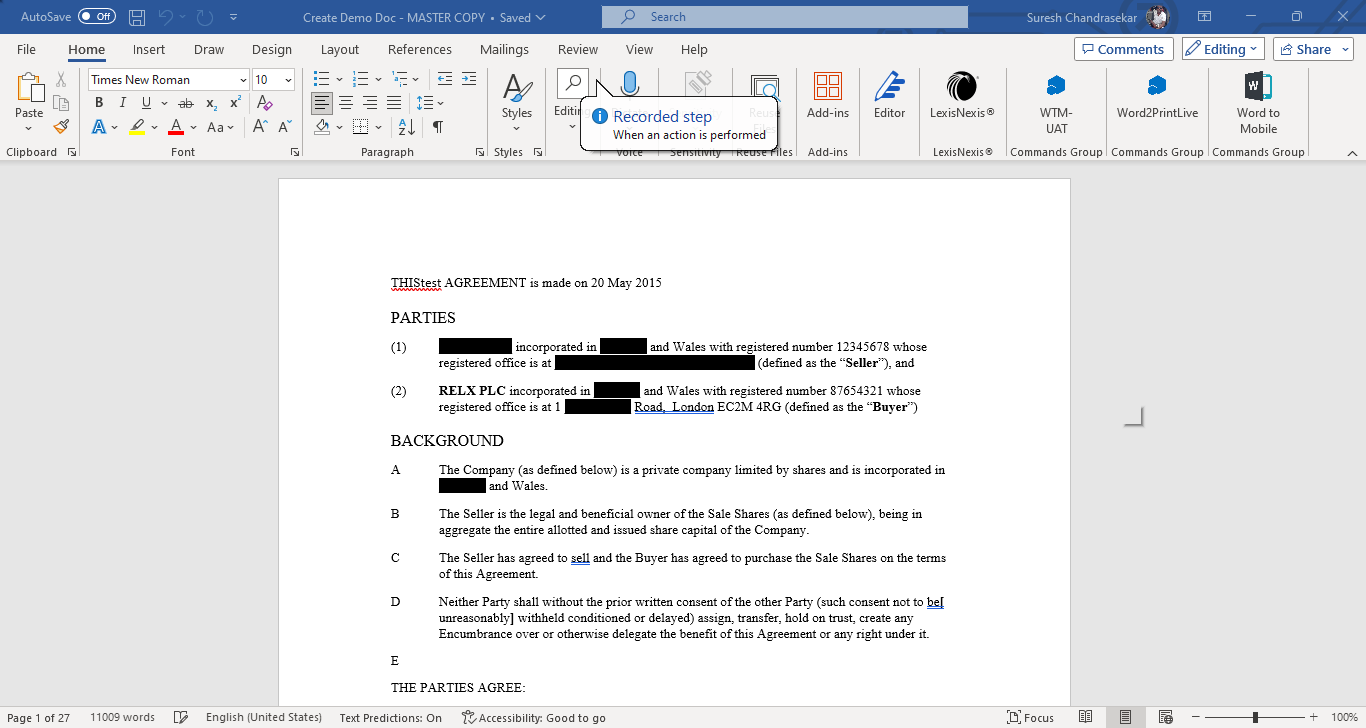 AutoSave Off Create Demo Doc - MASTER COPY • Saved Search Suresh Chandrasekar
File Home Insert Draw Design Layout References Mailings Review View Help Comments Editing Share
Times New Roman 10
Paste Styles Editing Reuse Files Add-ins Editor LexisNexis® WTM-UAT Word2PrintLive Word to Mobile
B I U ab x₂ x² A
A A Aa A A
Recorded step
When an action is performed
Clipboard Font Paragraph Styles Voice Sensitivity Reuse Files Add-ins LexisNexis® Commands Group Commands Group Commands Group
THIStest AGREEMENT is made on 20 May 2015
PARTIES
(1) incorporated in and Wales with registered number 12345678 whose
registered office is at (defined as the “Seller”), and
(2) RELX PLC incorporated in and Wales with registered number 87654321 whose
registered office is at 1 Road, London EC2M 4RG (defined as the “Buyer”)
BACKGROUND
A The Company (as defined below) is a private company limited by shares and is incorporated in
and Wales.
B The Seller is the legal and beneficial owner of the Sale Shares (as defined below), being in
aggregate the entire allotted and issued share capital of the Company.
C The Seller has agreed to sell and the Buyer has agreed to purchase the Sale Shares on the terms
of this Agreement.
D Neither Party shall without the prior written consent of the other Party (such consent not to be[
unreasonably] withheld conditioned or delayed) assign, transfer, hold on trust, create any
Encumbrance over or otherwise delegate the benefit of this Agreement or any right under it.
E
THE PARTIES AGREE:
Page 1 of 27 11009 words English (United States) Text Predictions: On Accessibility: Good to go Focus 100%